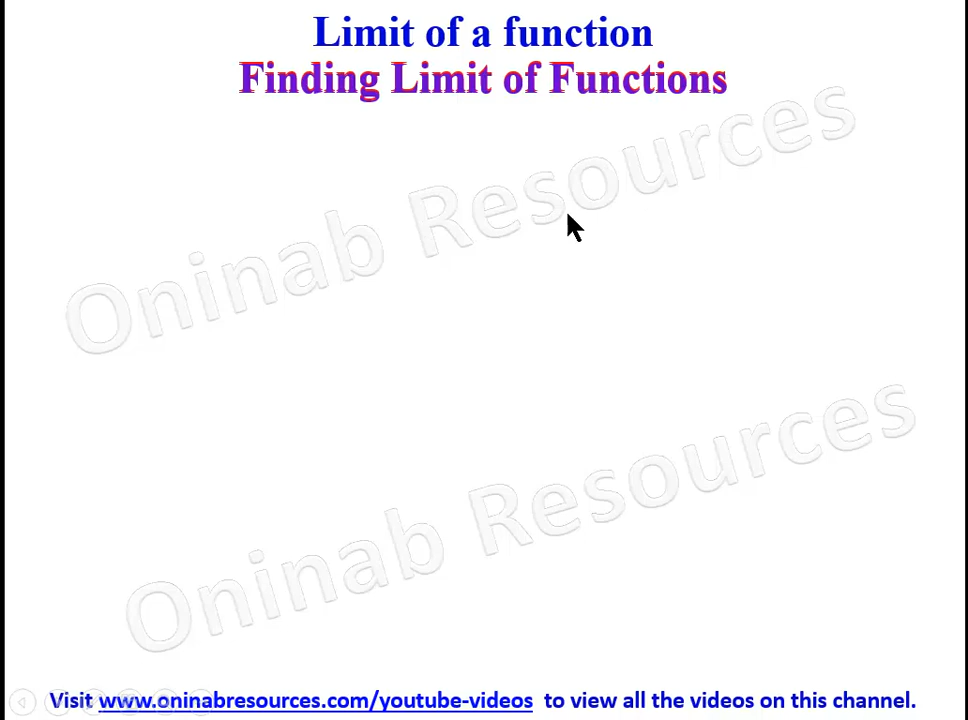 Limit of a function
Finding Limit of Functions
Oninab Resources
Oninab Resources
Visit www.oninabresources.com/youtube-videos to view all the videos on this channel.